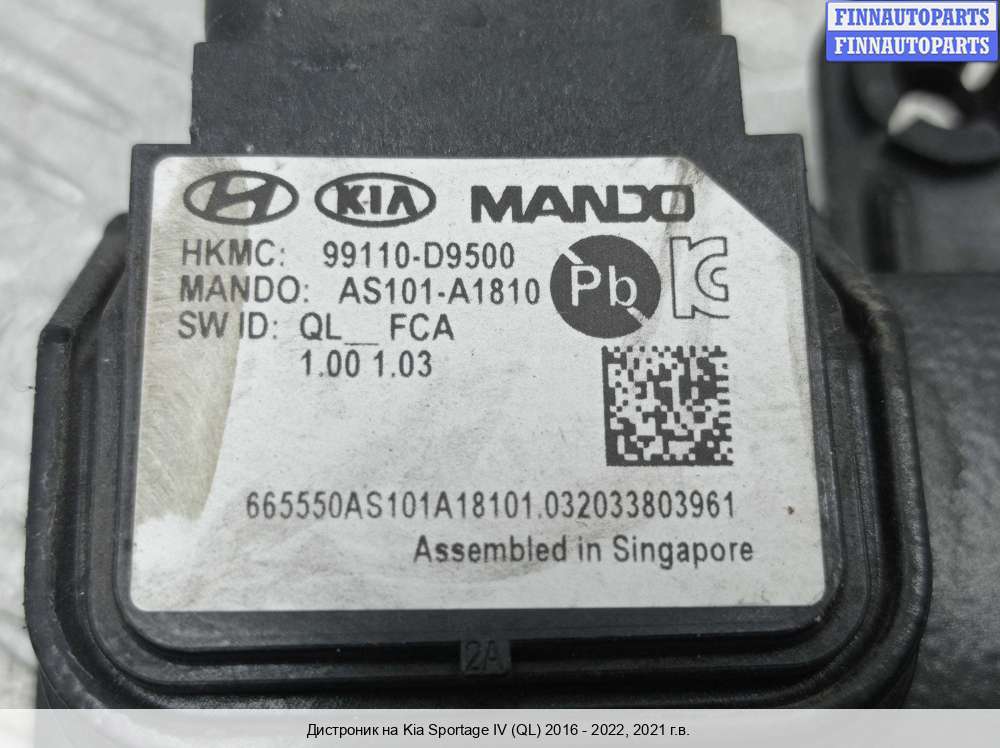 FINNAUTOPARTS
FINNAUTOPARTS
KIA MANDO
HKMC: 99110-D9500
MANDO: AS101-A1810
SW ID: QL__FCA
1.00 1.03
Pb
665550AS101A18101.032033803961
Assembled in Singapore
2A
Дистроник на Kia Sportage IV (QL) 2016 - 2022, 2021 г.в.